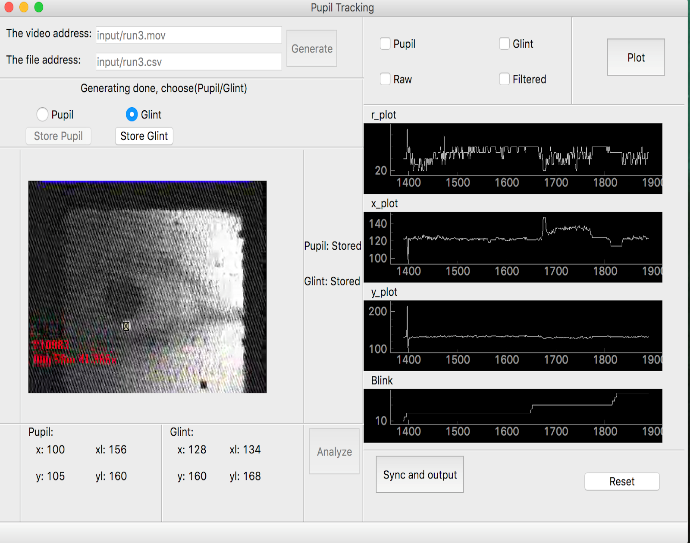 Pupil Tracking
The video address: input/run3.mov
The file address: input/run3.csv
Generate
Generating done, choose(Pupil/Glint)
Pupil Glint
Store Pupil Store Glint
Pupil: Stored
Glint: Stored
Pupil:
x: 100 xl: 156
y: 105 yl: 160
Glint:
x: 128 xl: 134
y: 160 yl: 168
Analyze
Pupil Glint
Raw Filtered
Plot
r_plot
20
1400 1500 1600 1700 1800 1900
x_plot
140
120
100
1400 1500 1600 1700 1800 1900
y_plot
200
100
1400 1500 1600 1700 1800 1900
Blink
10
1400 1500 1600 1700 1800 1900
Sync and output
Reset